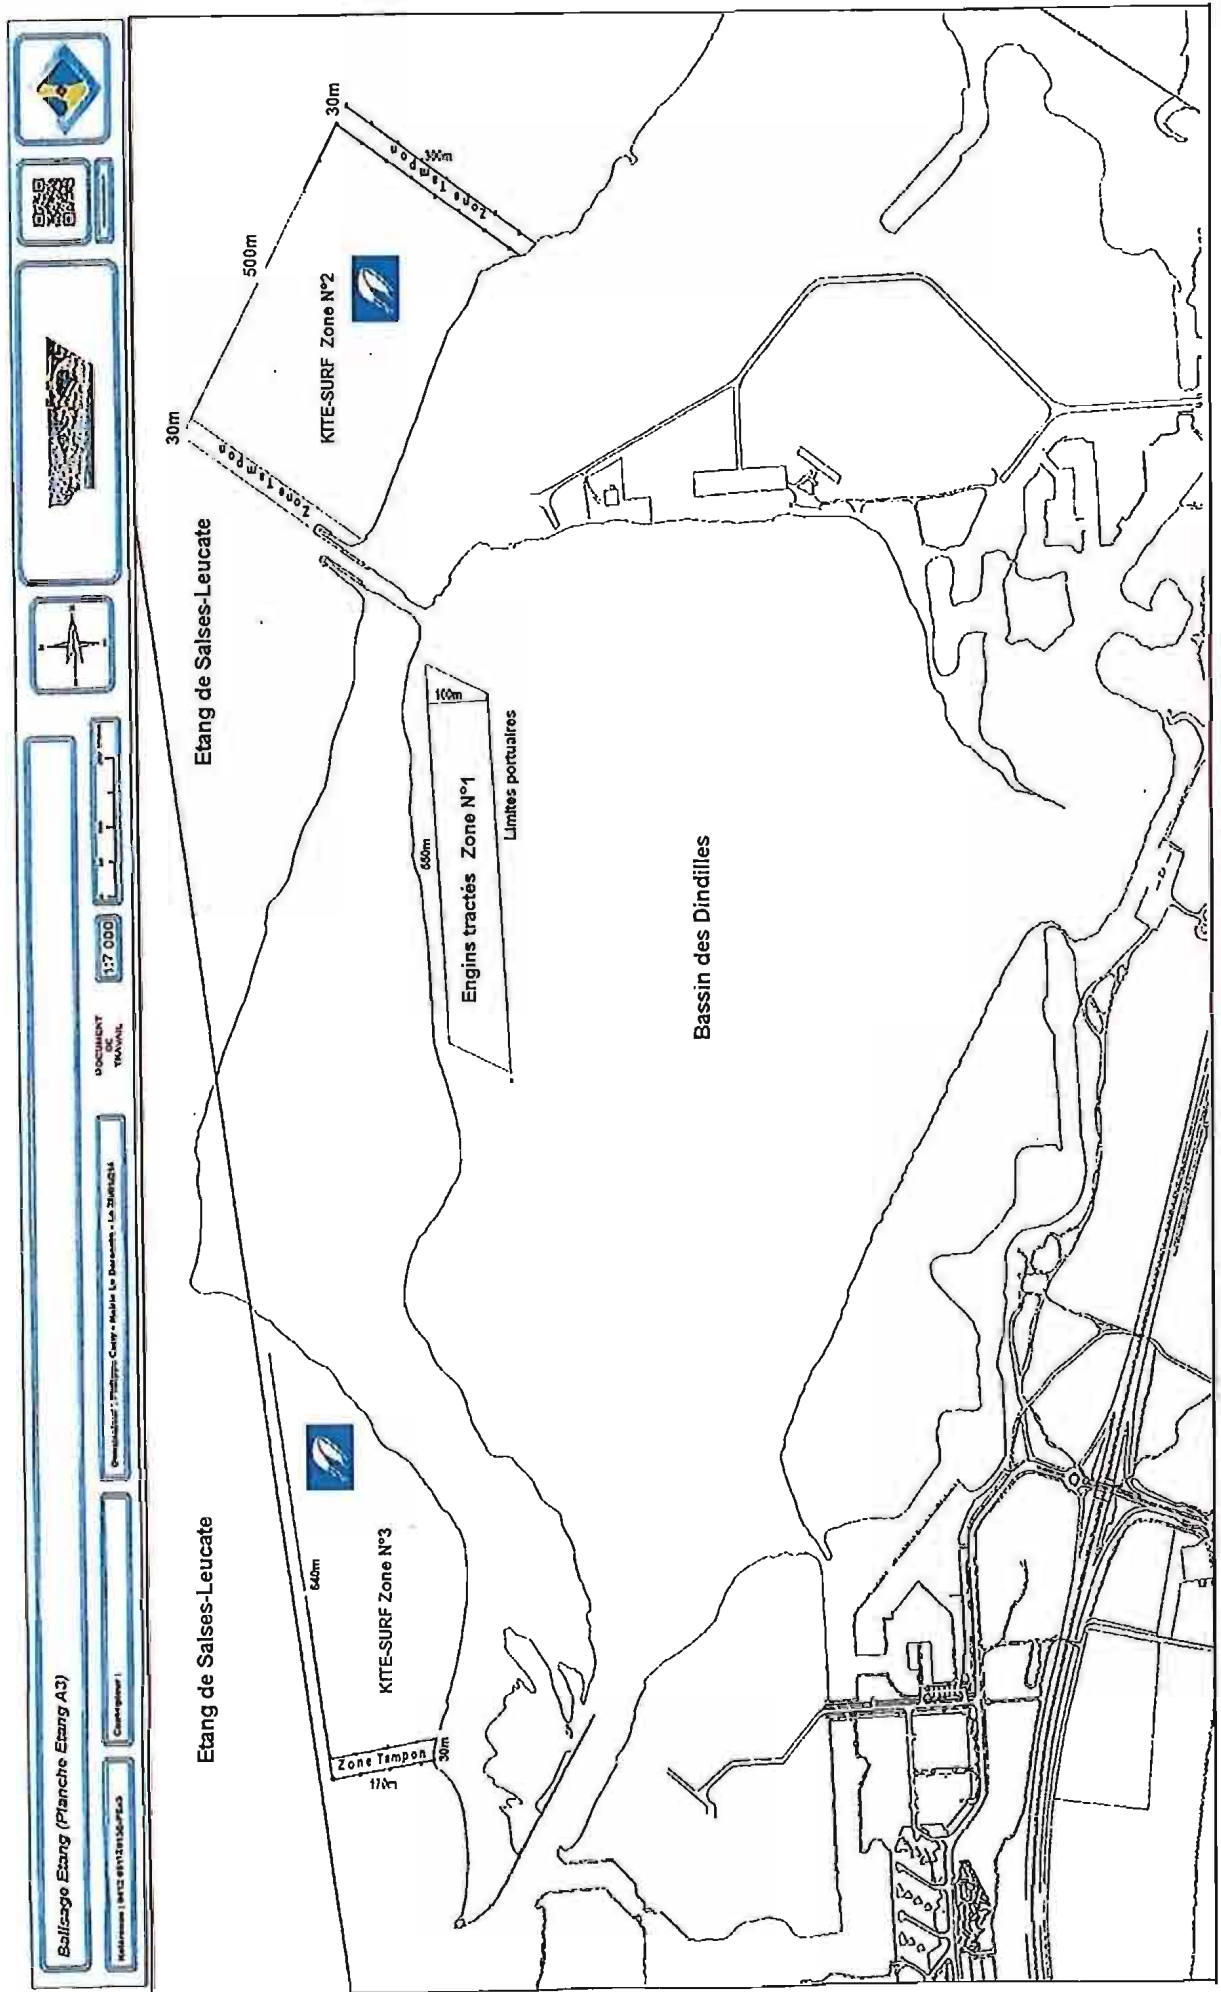 Balisage Etang (Planche Etang A3)
DOCUMENT
DE
TRAVAIL
1:7 000
Etang de Salses-Leucate
Etang de Salses-Leucate
30m
500m
30m
Zone Tampon
Zone Tampon
300m
KITE-SURF Zone N°2
100m
650m
Engins tractés Zone N°1
Limites portuaires
Bassin des Dindilles
KITE-SURF Zone N°3
640m
Zone Tampon
30m
170m